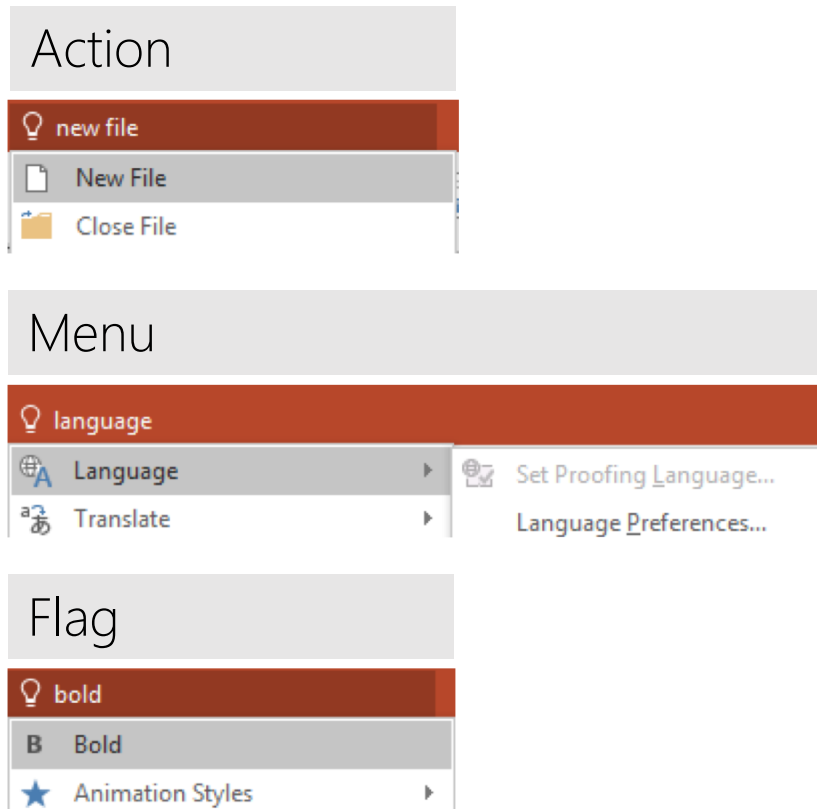 Action
new file
New File
Close File
Menu
language
Language
Set Proofing Language...
Translate
Language Preferences...
Flag
bold
B Bold
Animation Styles